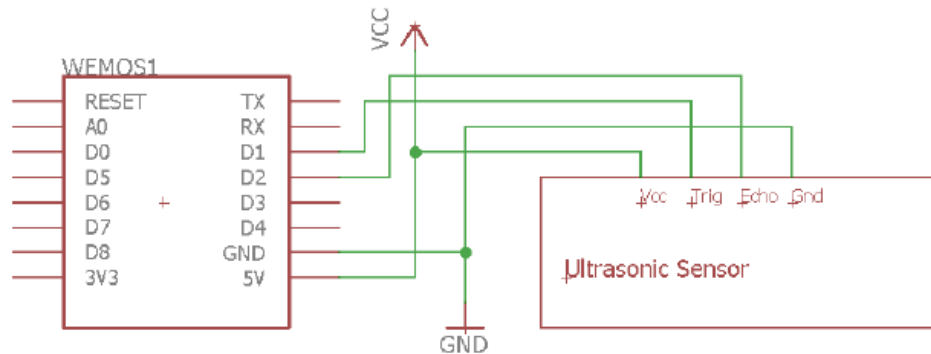 VCC
WEMOS1
RESET TX
A0 RX
D0 D1
D5 D2
D6 D3
D7 D4
D8 GND
3V3 5V
Vcc Trig Echo Gnd
Ultrasonic Sensor
GND